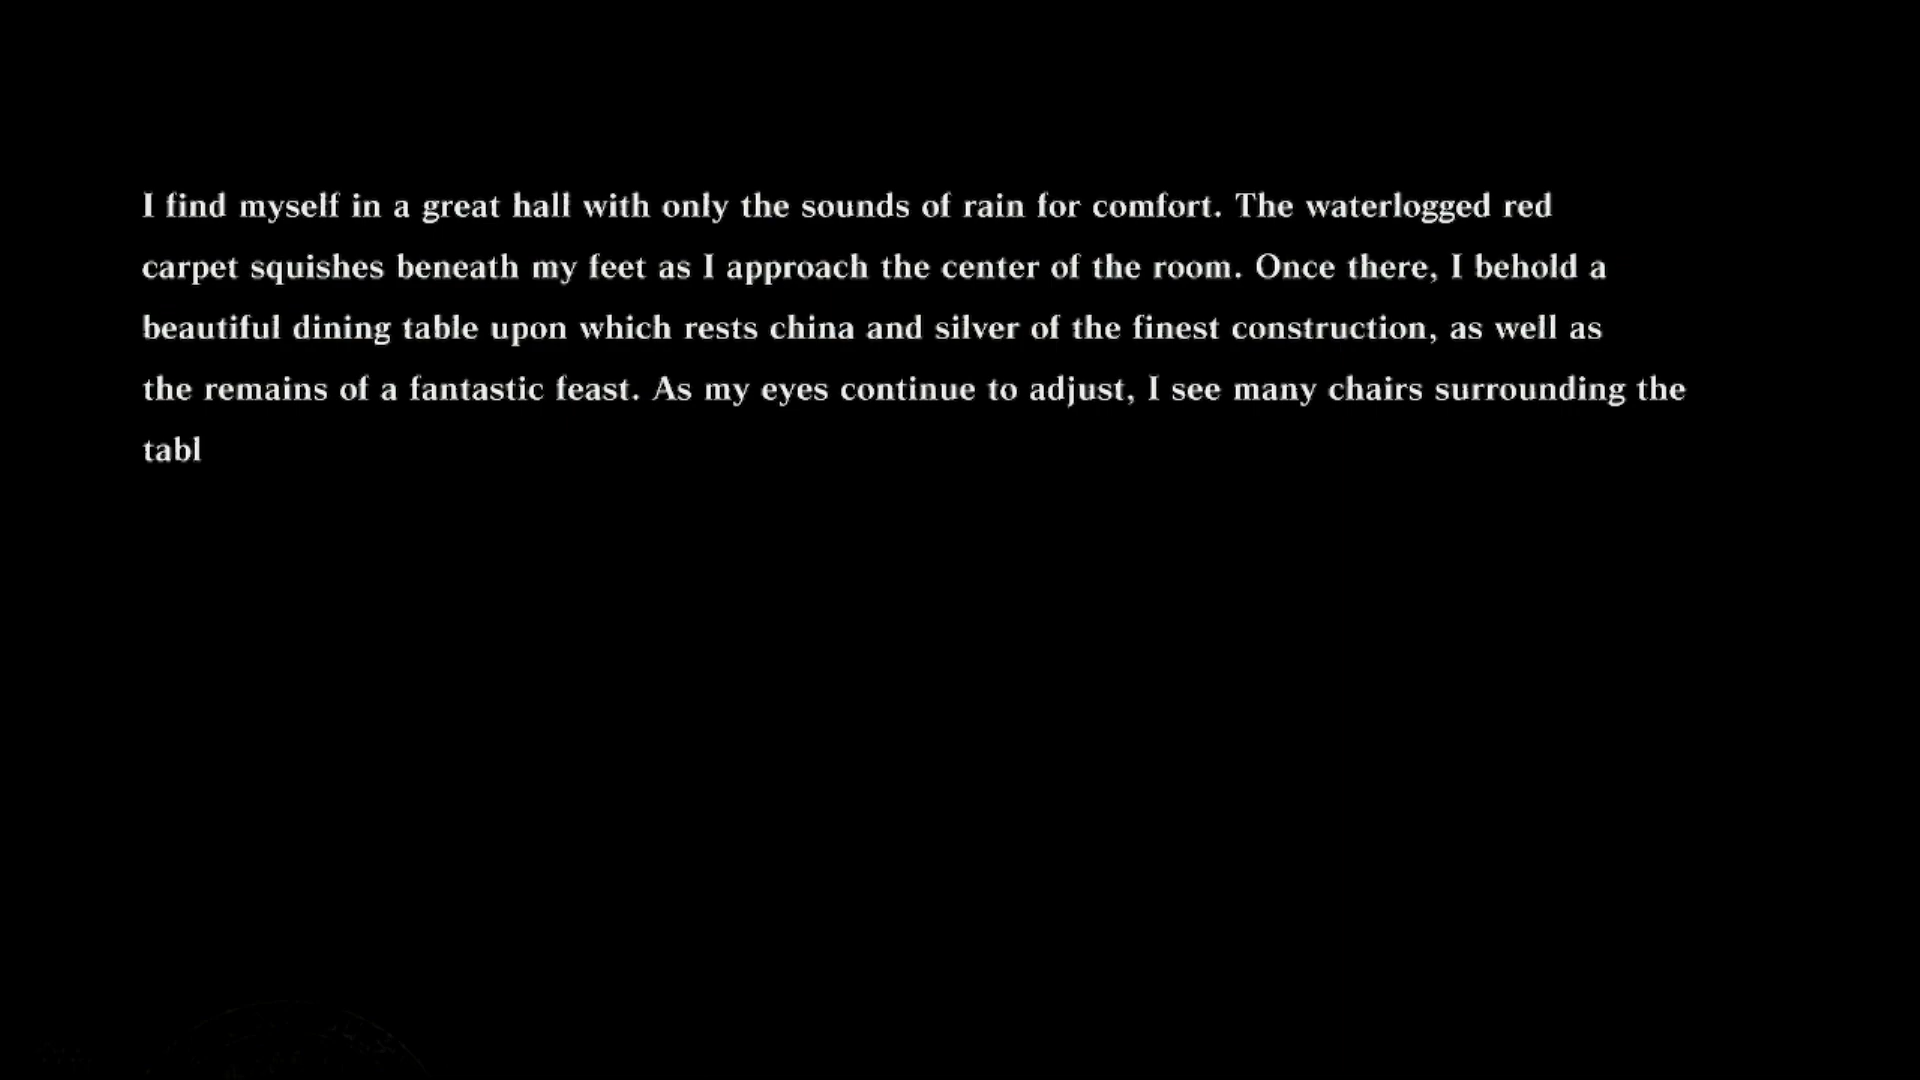 I find myself in a great hall with only the sounds of rain for comfort. The waterlogged red
carpet squishes beneath my feet as I approach the center of the room. Once there, I behold a
beautiful dining table upon which rests china and silver of the finest construction, as well as
the remains of a fantastic feast. As my eyes continue to adjust, I see many chairs surrounding the
tabl